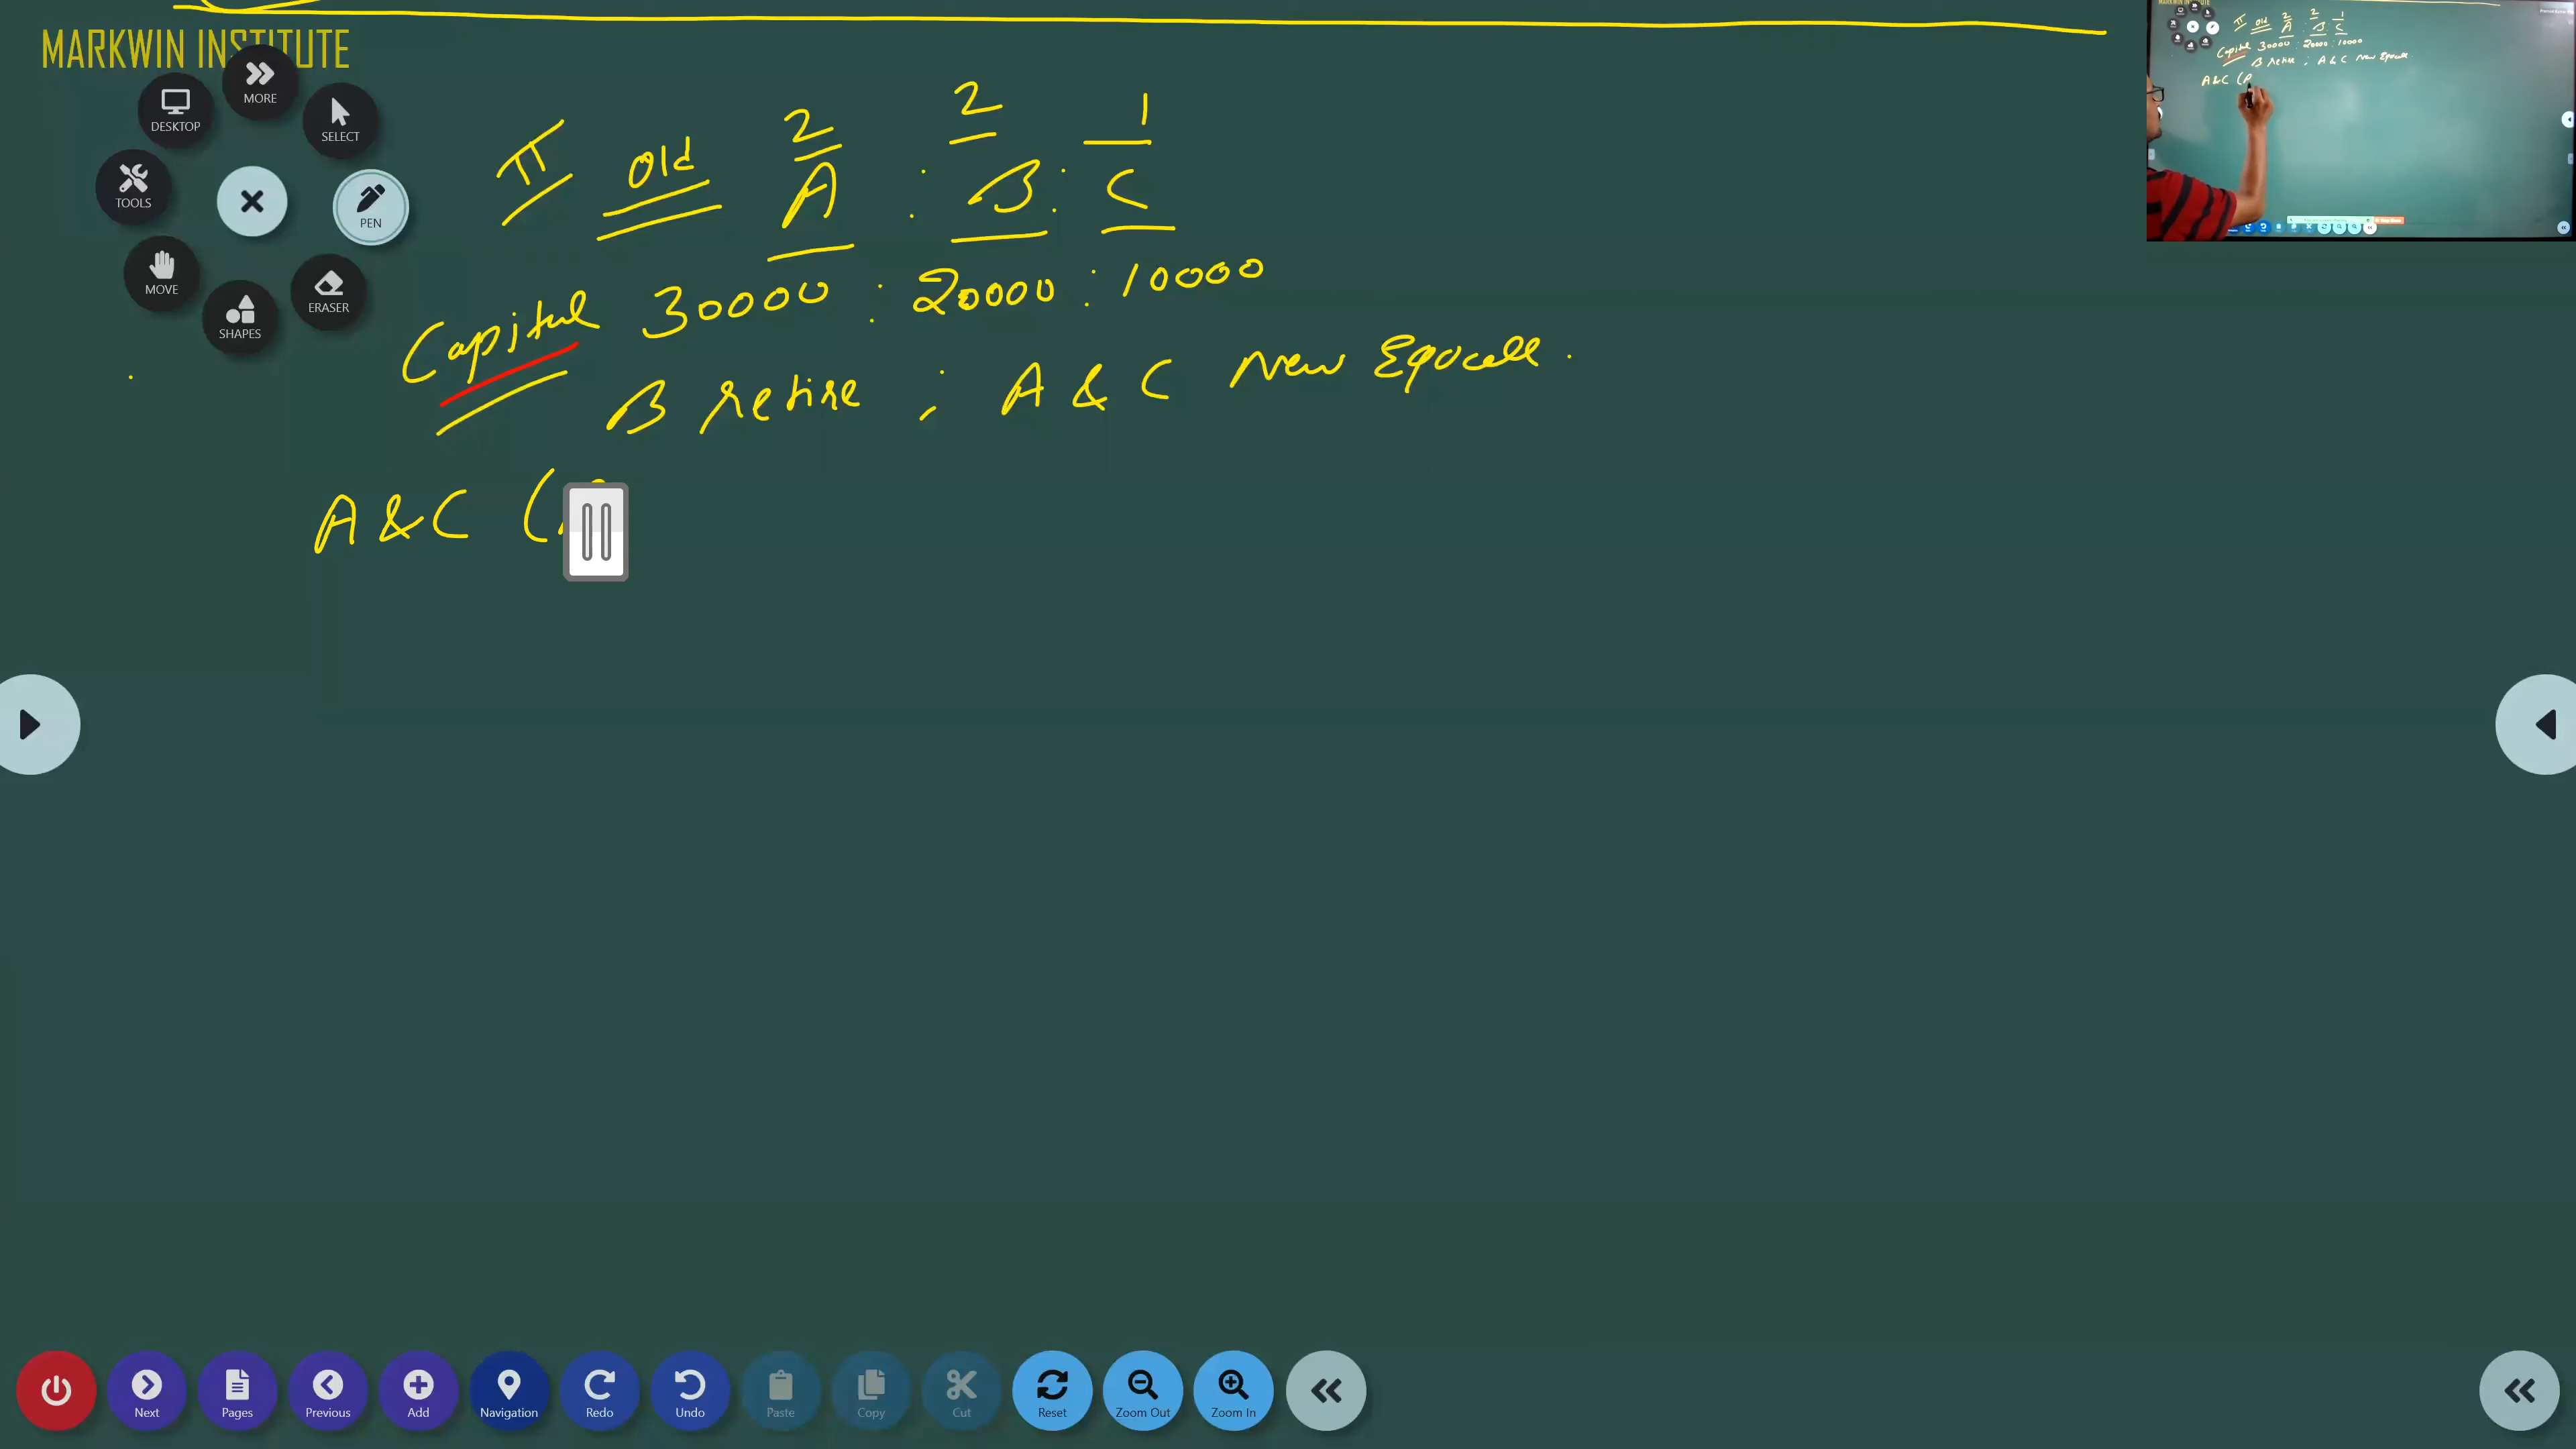 MARKWIN INSTITUTE
MORE
DESKTOP
SELECT
TOOLS
PEN
MOVE
ERASER
SHAPES
2 2 1
II Old A : B : C
Capital 30000 : 20000 : 10000
B retire ; A & C New Equall.
A&C (
Next
Pages
Previous
Add
Navigation
Redo
Undo
Paste
Copy
Cut
Reset
Zoom Out
Zoom In